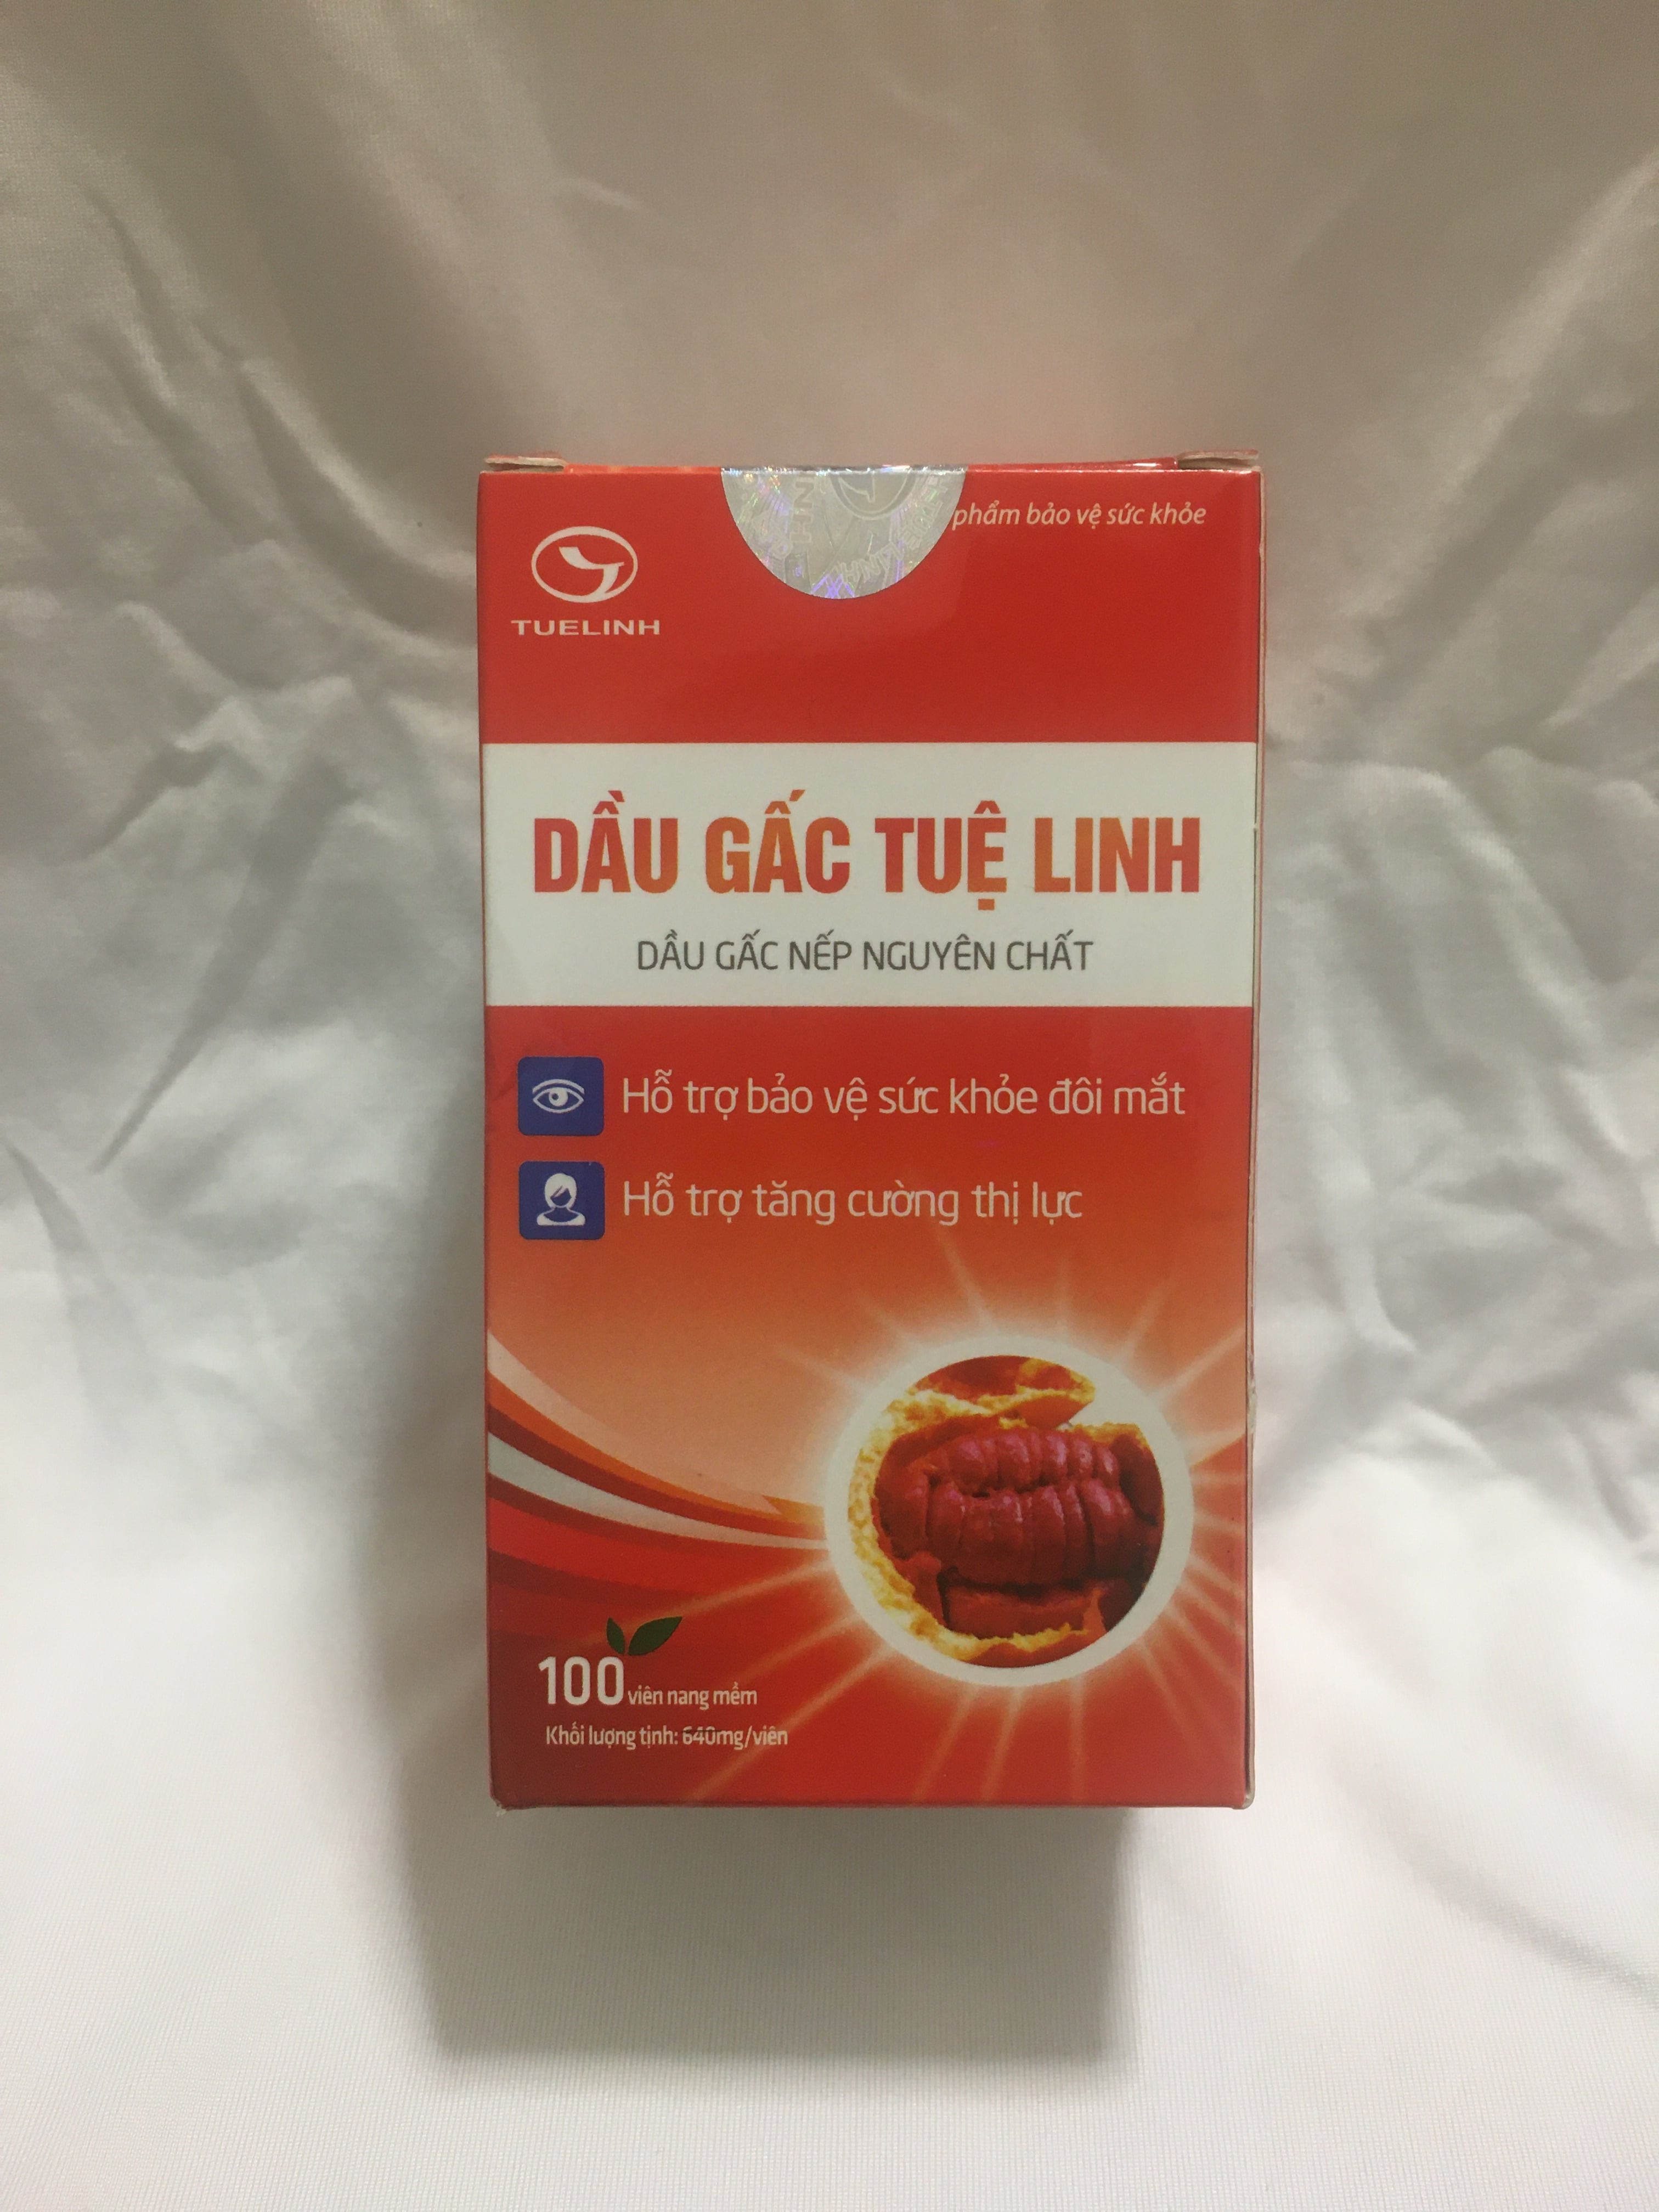 phẩm bảo vệ sức khỏe
TUELINH
DẦU GẤC TUỆ LINH
DẦU GẤC NẾP NGUYÊN CHẤT
Hỗ trợ bảo vệ sức khỏe đôi mắt
Hỗ trợ tăng cường thị lực
100 viên nang mềm
Khối lượng tịnh: 640mg/viên